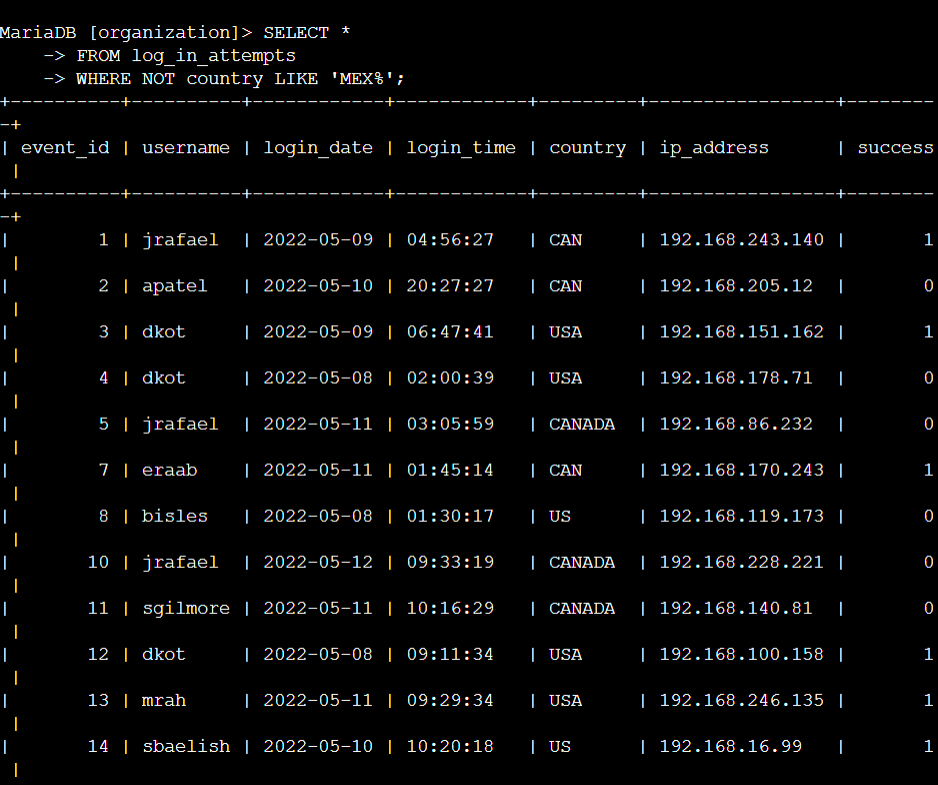 MariaDB [organization]> SELECT *
    -> FROM log_in_attempts
    -> WHERE NOT country LIKE 'MEX%';
+----------+----------+------------+------------+---------+-----------------+--------
-+
| event_id | username | login_date | login_time | country | ip_address      | success
 |
+----------+----------+------------+------------+---------+-----------------+--------
-+
|        1 | jrafael  | 2022-05-09 | 04:56:27   | CAN     | 192.168.243.140 |       1
 |
|        2 | apatel   | 2022-05-10 | 20:27:27   | CAN     | 192.168.205.12  |       0
 |
|        3 | dkot     | 2022-05-09 | 06:47:41   | USA     | 192.168.151.162 |       1
 |
|        4 | dkot     | 2022-05-08 | 02:00:39   | USA     | 192.168.178.71  |       0
 |
|        5 | jrafael  | 2022-05-11 | 03:05:59   | CANADA  | 192.168.86.232  |       0
 |
|        7 | eraab    | 2022-05-11 | 01:45:14   | CAN     | 192.168.170.243 |       1
 |
|        8 | bisles   | 2022-05-08 | 01:30:17   | US      | 192.168.119.173 |       0
 |
|       10 | jrafael  | 2022-05-12 | 09:33:19   | CANADA  | 192.168.228.221 |       0
 |
|       11 | sgilmore | 2022-05-11 | 10:16:29   | CANADA  | 192.168.140.81  |       0
 |
|       12 | dkot     | 2022-05-08 | 09:11:34   | USA     | 192.168.100.158 |       1
 |
|       13 | mrah     | 2022-05-11 | 09:29:34   | USA     | 192.168.246.135 |       1
 |
|       14 | sbaelish | 2022-05-10 | 10:20:18   | US      | 192.168.16.99   |       1
 |